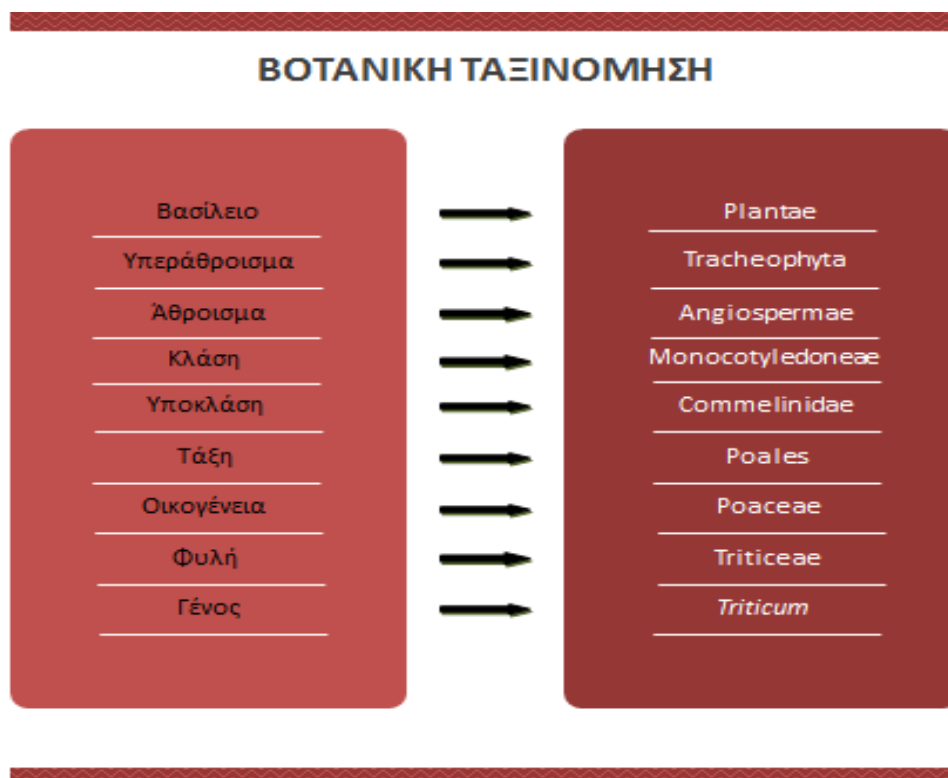 ΒΟΤΑΝΙΚΗ ΤΑΞΙΝΟΜΗΣΗ
Βασίλειο Plantae
Υπεράθροισμα Tracheophyta
Άθροισμα Angiospermae
Κλάση Monocotyledoneae
Υποκλάση Commelinidae
Τάξη Poales
Οικογένεια Poaceae
Φυλή Triticeae
Γένος Triticum